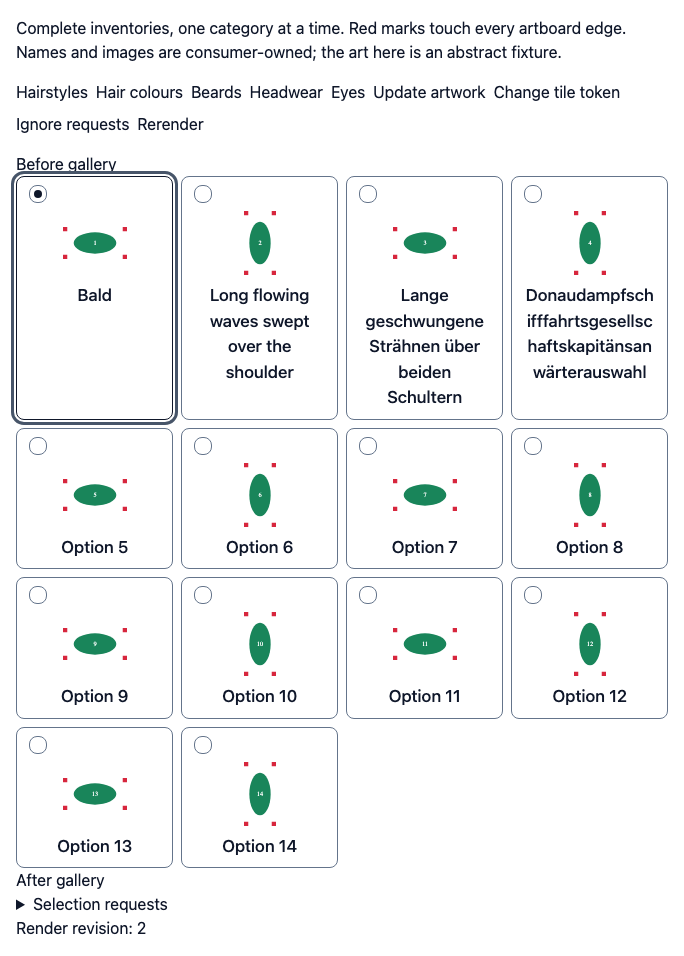 Complete inventories, one category at a time. Red marks touch every artboard edge.
Names and images are consumer-owned; the art here is an abstract fixture.
Hairstyles Hair colours Beards Headwear Eyes Update artwork Change tile token
Ignore requests Rerender
Before gallery
1
Bald
2
Long flowing
waves swept
over the
shoulder
3
Lange
geschwungene
Strähnen über
beiden
Schultern
4
Donaudampfsch
ifffahrtsgesellsc
haftskapitänsan
wärterauswahl
5
Option 5
6
Option 6
7
Option 7
8
Option 8
9
Option 9
10
Option 10
11
Option 11
12
Option 12
13
Option 13
14
Option 14
After gallery
Selection requests
Render revision: 2